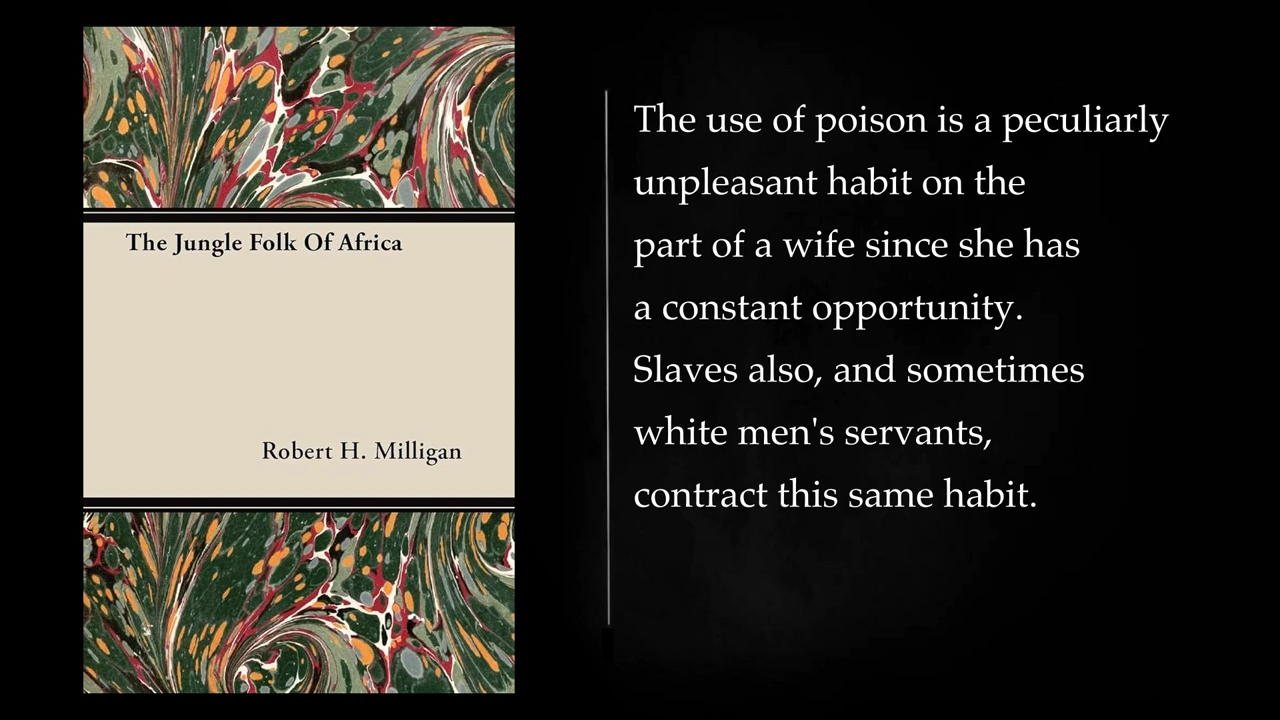 The Jungle Folk Of Africa
Robert H. Milligan
The use of poison is a peculiarly
unpleasant habit on the
part of a wife since she has
a constant opportunity.
Slaves also, and sometimes
white men's servants,
contract this same habit.